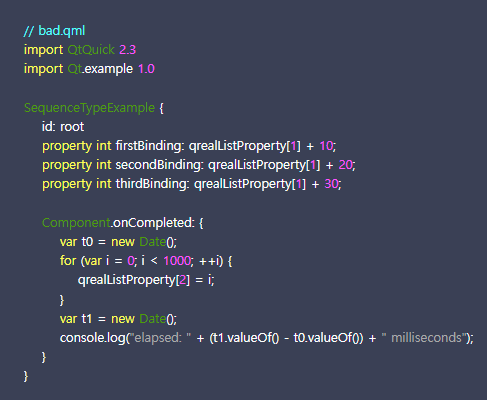 // bad.qml
import QtQuick 2.3
import Qt.example 1.0
SequenceTypeExample {
id: root
property int firstBinding: qrealListProperty[1] + 10;
property int secondBinding: qrealListProperty[1] + 20;
property int thirdBinding: qrealListProperty[1] + 30;
Component.onCompleted: {
var t0 = new Date();
for (var i = 0; i < 1000; ++i) {
qrealListProperty[2] = i;
}
var t1 = new Date();
console.log("elapsed: " + (t1.valueOf() - t0.valueOf()) + " milliseconds");
}
}